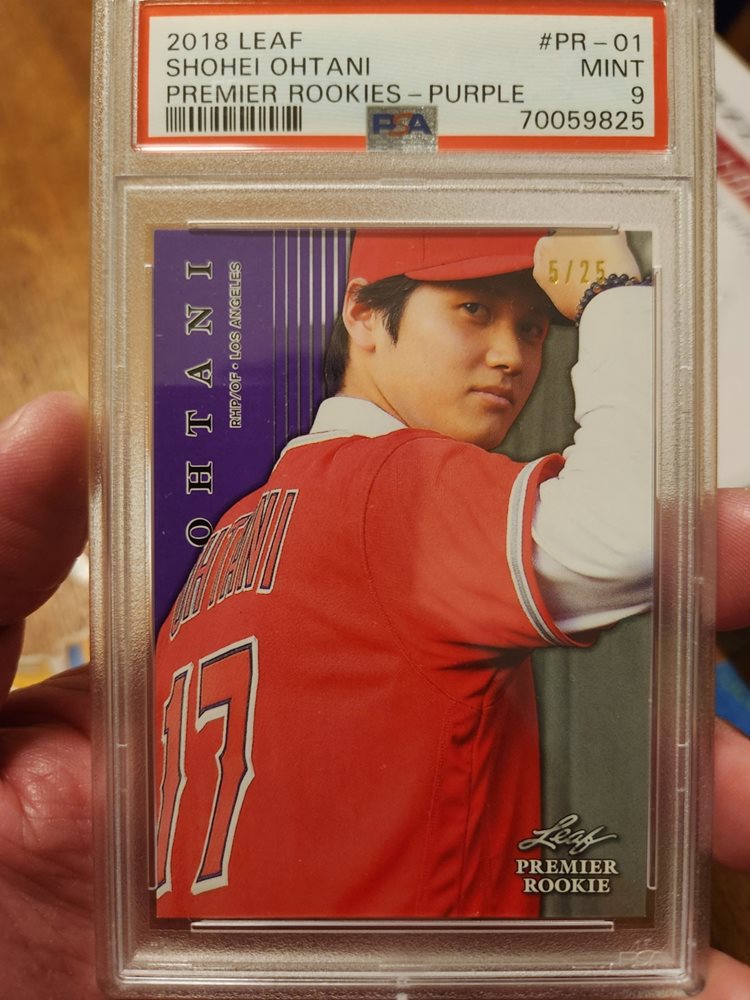 2018 LEAF #PR-01
SHOHEI OHTANI MINT
PREMIER ROOKIES-PURPLE 9
PSA 70059825
5/25
OHTANI
RHP/OF • LOS ANGELES
OHTANI
17
Leaf
PREMIER
ROOKIE